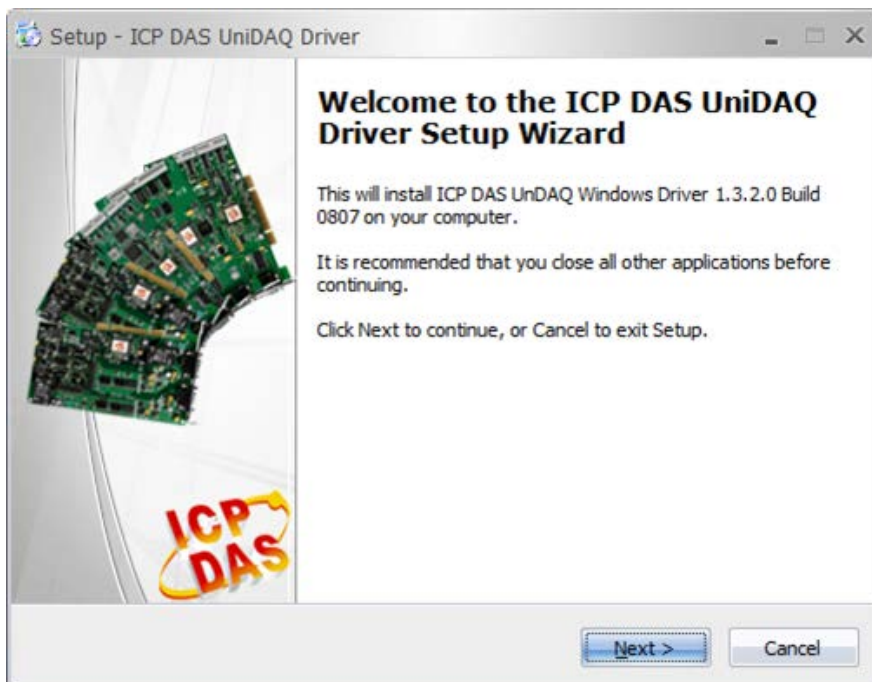 Setup - ICP DAS UniDAQ Driver
Welcome to the ICP DAS UniDAQ
Driver Setup Wizard
This will install ICP DAS UnDAQ Windows Driver 1.3.2.0 Build
0807 on your computer.
It is recommended that you close all other applications before
continuing.
Click Next to continue, or Cancel to exit Setup.
ICP
DAS
Next >
Cancel